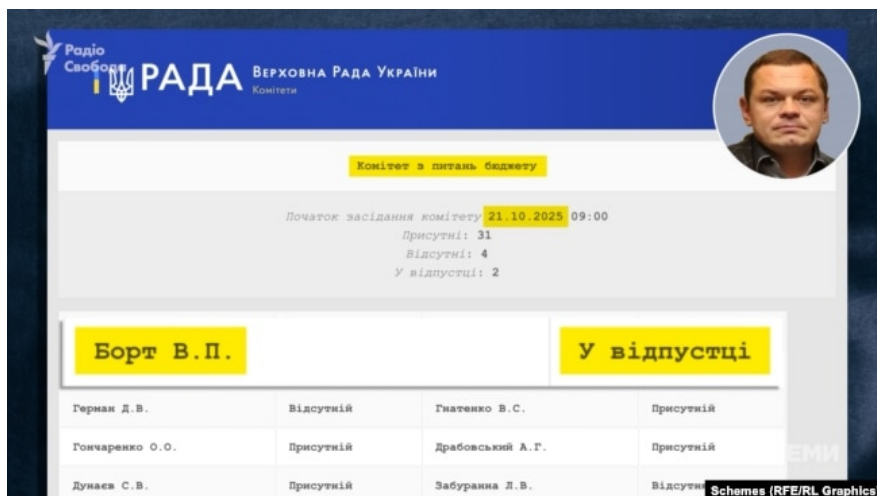 Радіо
Свобода
РАДА Верховна Рада України
Комітети
Комітет з питань бюджету
Початок засідання комітету 21.10.2025 09:00
Присутні: 31
Відсутні: 4
У відпустці: 2
Борт В.П. У відпустці
Герман Д.В. Відсутній Гнатенко В.С. Присутній
Гончаренко О.О. Присутній Драбовський А.Г. Присутній
Дунаєв С.В. Присутній Забуранна Л.В.
Schemes (RFE/RL Graphics)